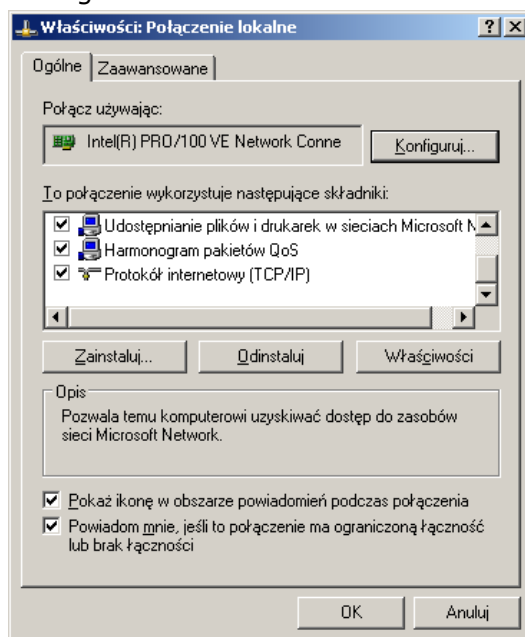 Właściwości: Połączenie lokalne
Ogólne Zaawansowane
Połącz używając:
Intel(R) PRO/100 VE Network Conne
Konfiguruj...
To połączenie wykorzystuje następujące składniki:
Udostępnianie plików i drukarek w sieciach Microsoft N
Harmonogram pakietów QoS
Protokół internetowy (TCP/IP)
Zainstaluj... Odinstaluj Właściwości
Opis
Pozwala temu komputerowi uzyskiwać dostęp do zasobów
sieci Microsoft Network.
Pokaż ikonę w obszarze powiadomień podczas połączenia
Powiadom mnie, jeśli to połączenie ma ograniczoną łączność
lub brak łączności
OK Anuluj